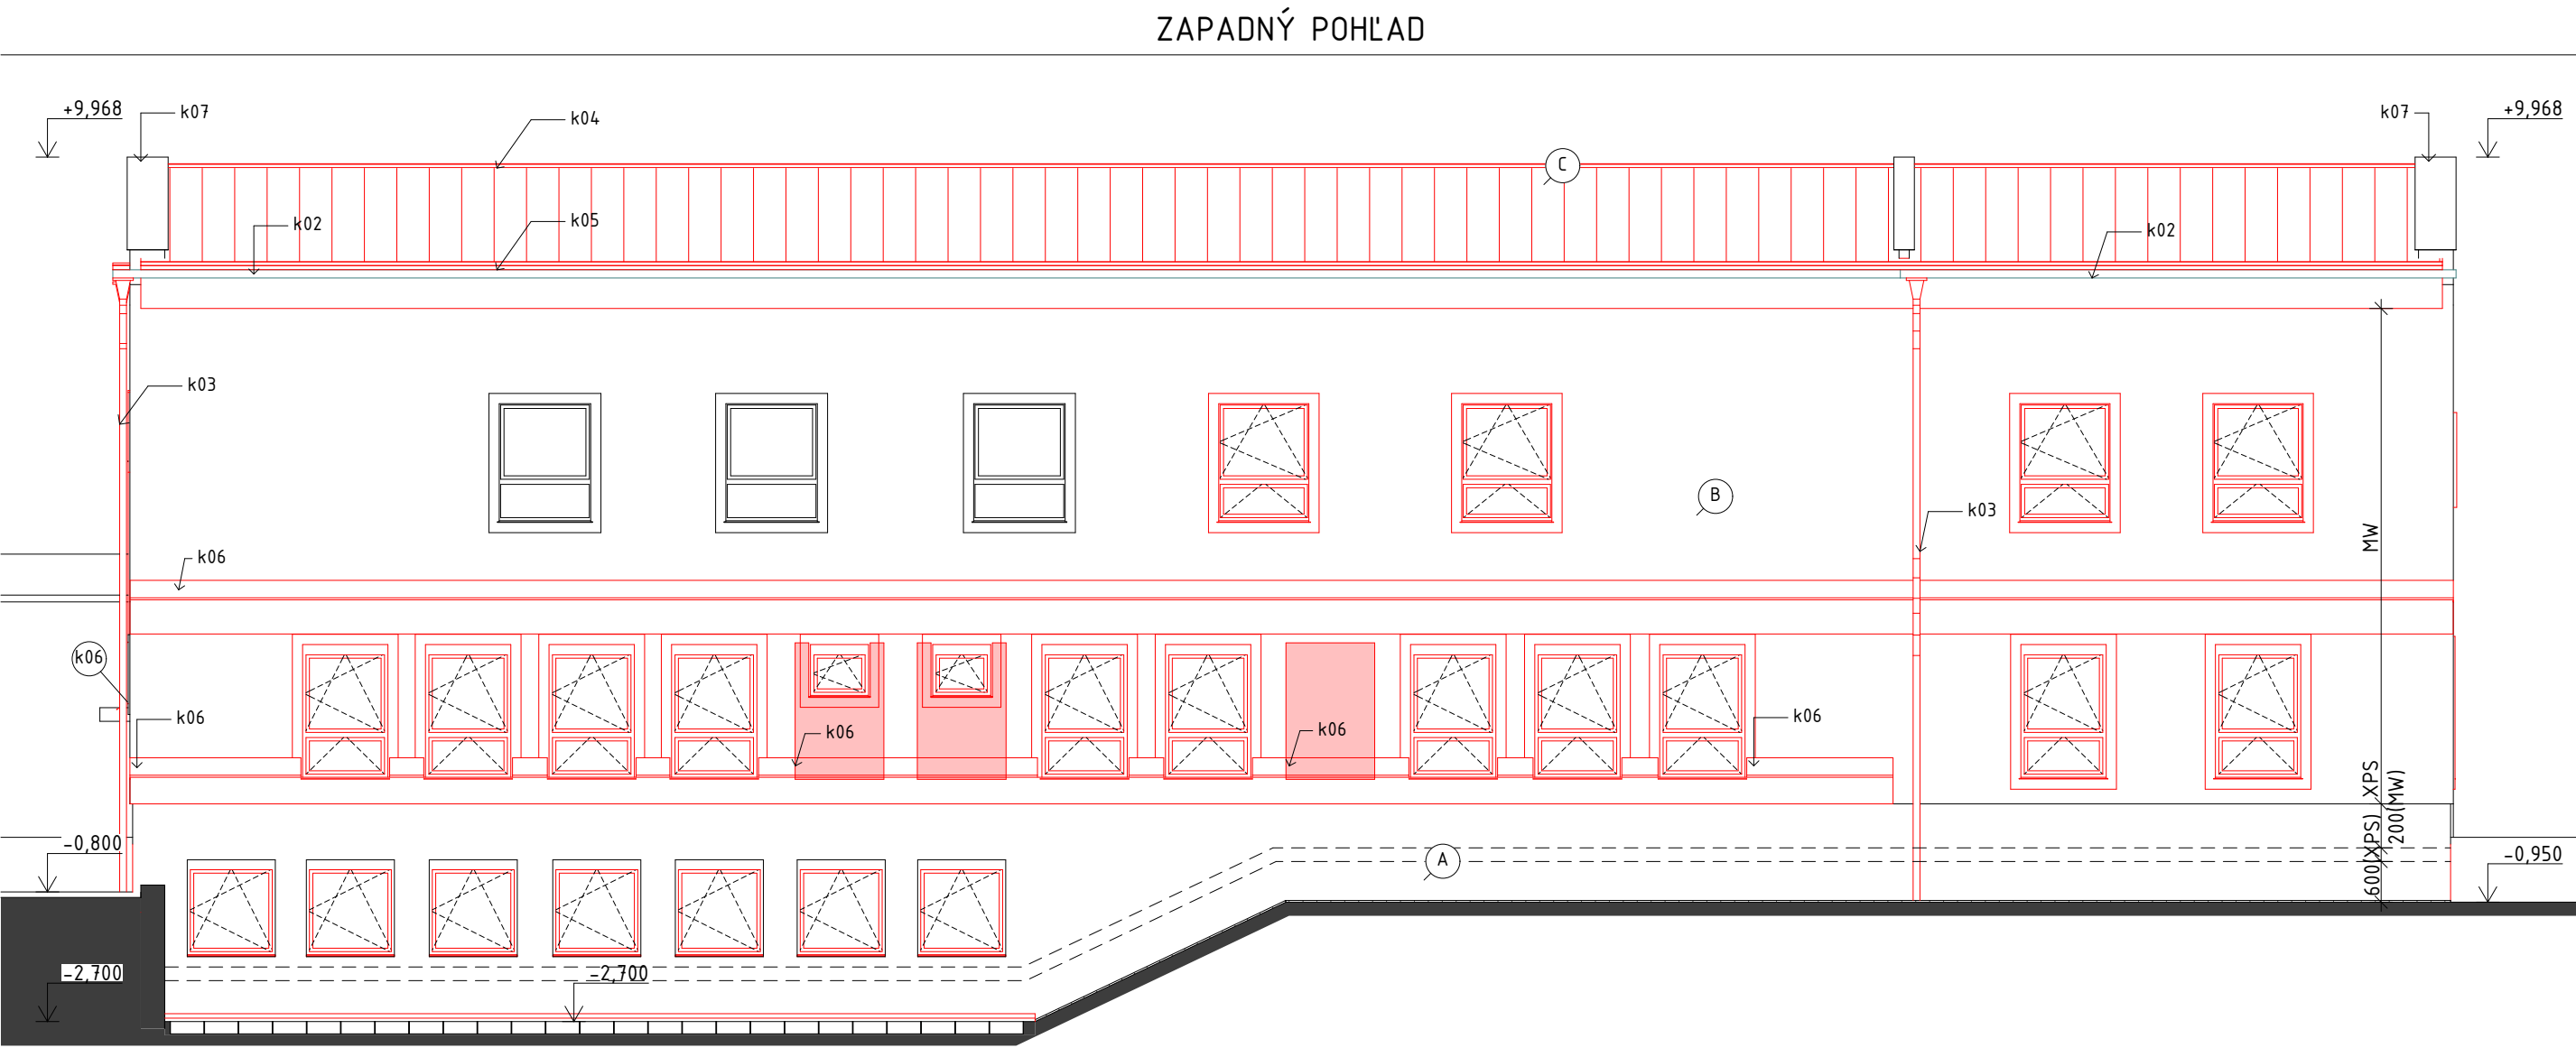 ZAPADNÝ POHĽAD
+9,968
k07
k04
k07
+9,968
C
k02
k05
k02
k03
B
k03
MW
k06
k06
k06
k06
k06
k06
XPS
200(MW)
600(XPS)
-0,800
A
-0,950
-2,700
-2,700